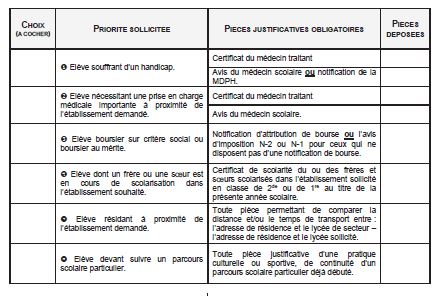 CHOIX
(A COCHER)
PRIORITE SOLLICITEE
PIECES JUSTIFICATIVES OBLIGATOIRES
PIECES
DEPOSEES
❶ Elève souffrant d'un handicap.
Certificat du médecin traitant
Avis du médecin scolaire ou notification de la
MDPH.
❷ Elève nécessitant une prise en charge
médicale importante à proximité de
l'établissement demandé.
Certificat du médecin traitant
Avis du médecin scolaire.
❸ Elève boursier sur critère social ou
boursier au mérite.
Notification d'attribution de bourse ou l'avis
d'imposition N-2 ou N-1 pour ceux qui ne
disposent pas d'une notification de bourse.
❹ Elève dont un frère ou une sœur est
en cours de scolarisation dans
l'établissement souhaité.
Certificat de scolarité du ou des frères et
sœurs scolarisés dans l'établissement sollicité
en classe de 2de ou de 1re au titre de la
présente année scolaire.
❺ Elève résidant à proximité de
l'établissement demandé.
Toute pièce permettant de comparer la
distance et/ou le temps de transport entre :
l'adresse de résidence et le lycée de secteur –
l'adresse de résidence et le lycée sollicité.
❻ Elève devant suivre un parcours
scolaire particulier.
Toute pièce justificative d'une pratique
culturelle ou sportive, de continuité d'un
parcours scolaire particulier déjà débuté.